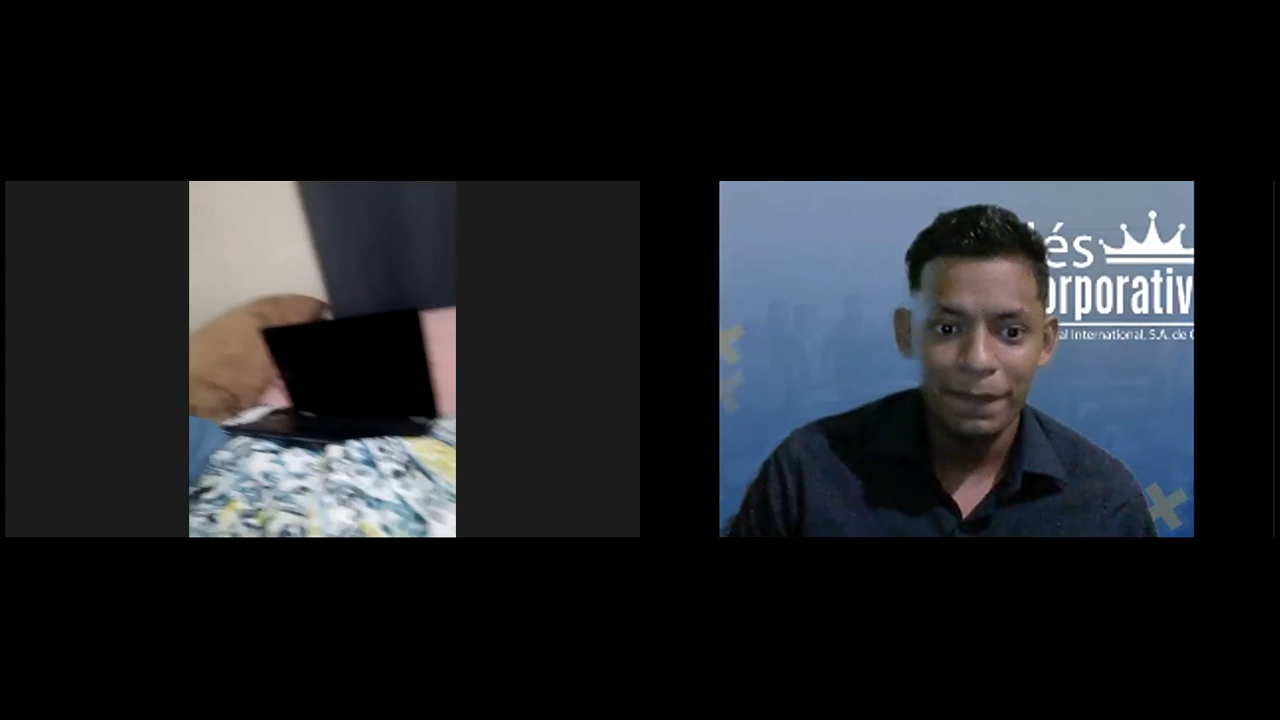 és
orporativ
al International, S.A. de C